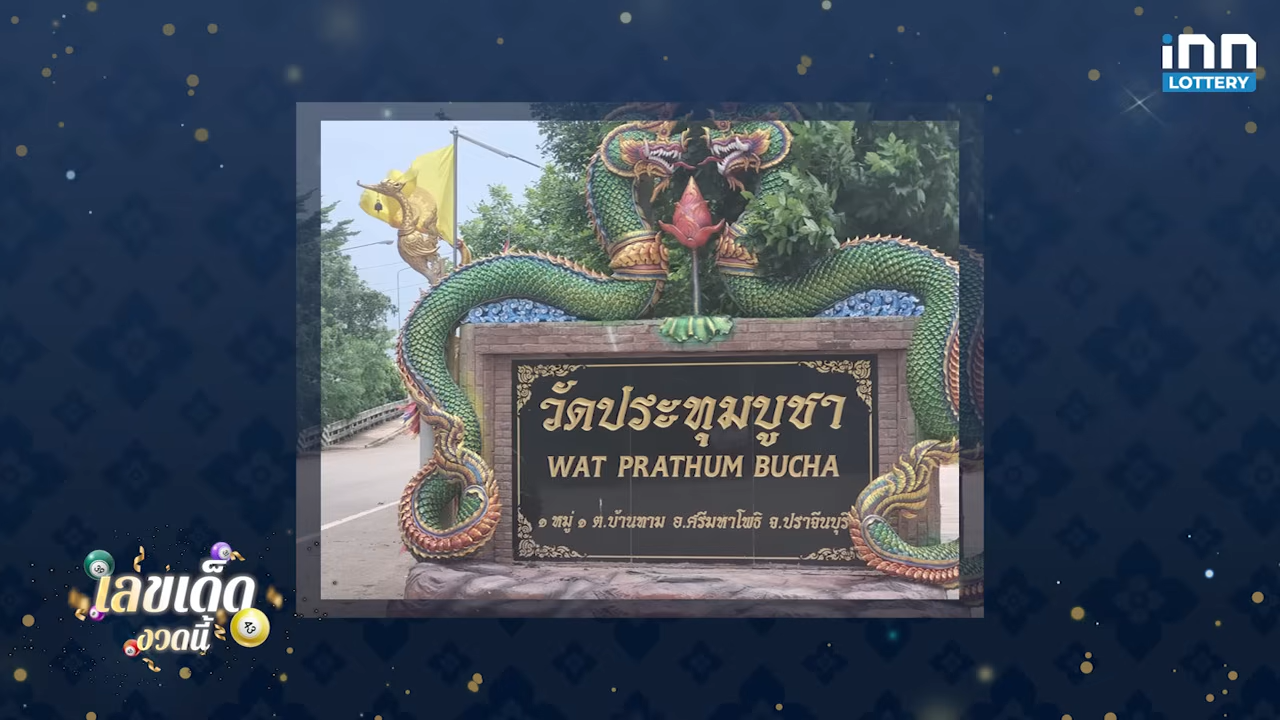 inn
LOTTERY
วัดประทุมบูชา
WAT PRATHUM BUCHA
๑ หมู่ ๑ ต.บ้านทาม อ.ศรีมหาโพธิ จ.ปราจีนบุรี
เลขเด็ด
งวดนี้
43